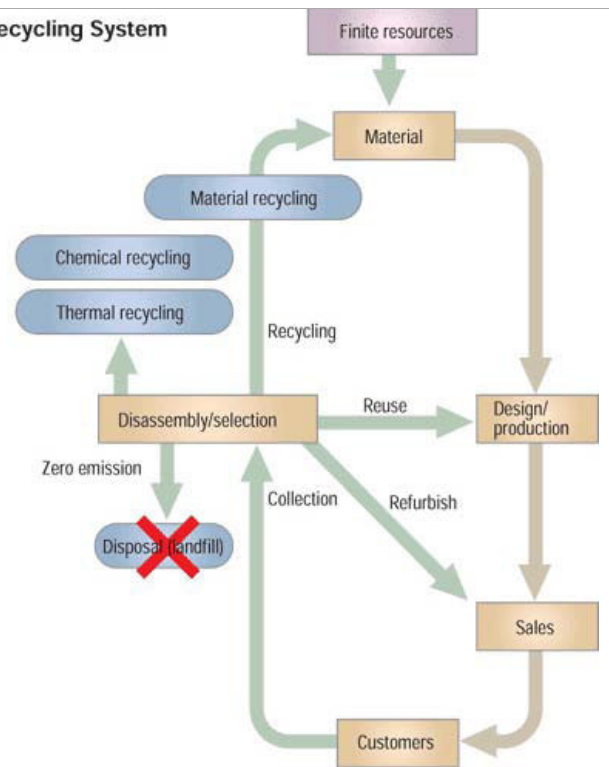 ecycling System
Finite resources
Material
Material recycling
Chemical recycling
Thermal recycling
Recycling
Disassembly/selection
Reuse
Design/
production
Zero emission
Collection
Refurbish
Disposal (landfill)
Sales
Customers